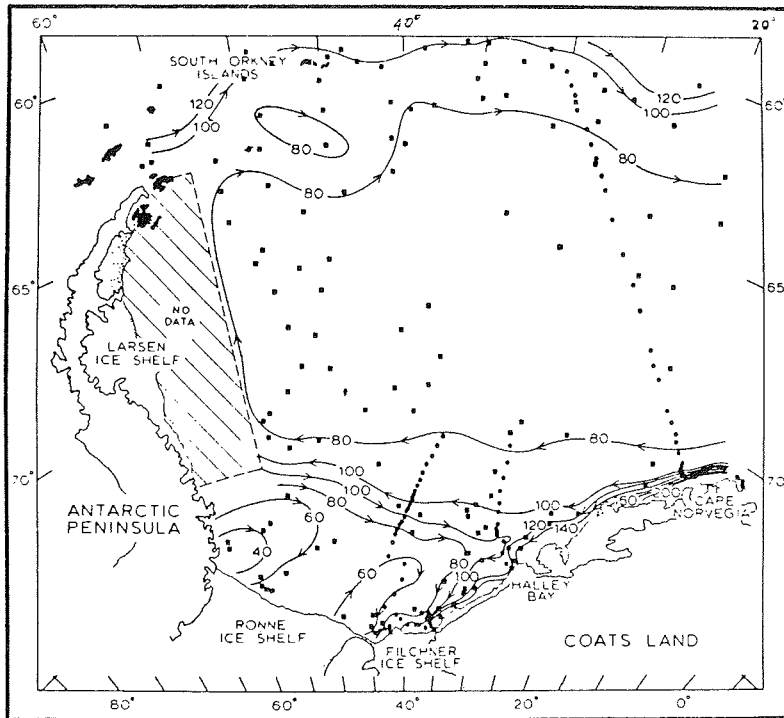 60° 40° 20°
SOUTH ORKNEY
ISLANDS
120
100
80
120
100
80
60° 60°
65° 65°
NO
DATA
LARSEN
ICE SHELF
80 80
70° 70°
100
100
80
60
40
ANTARCTIC
PENINSULA
100
120
140
200
CAPE
NORVEGIA
60
80
100
HALLEY
BAY
RONNE
ICE SHELF
FILCHNER
ICE SHELF
COATS LAND
80° 60° 40° 20° 0°